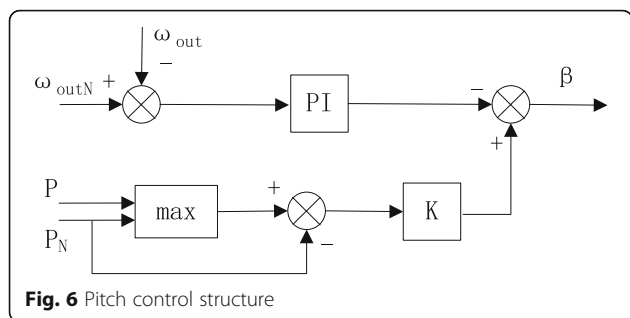 ω out
−
ω outN +
PI
−
β
+
P
max
+
K
P N
−
Fig. 6 Pitch control structure